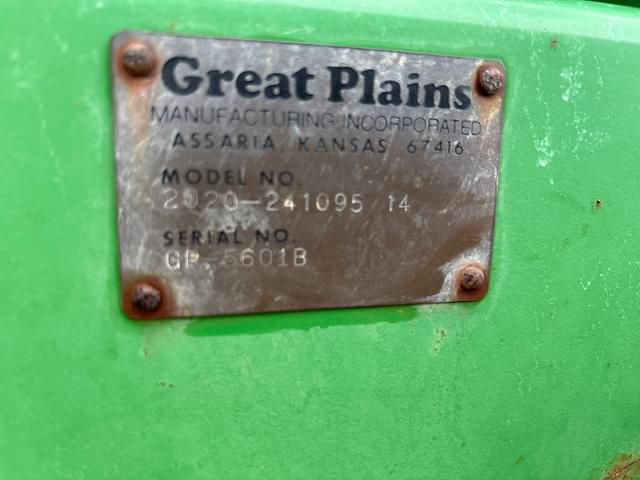 Great Plains
MANUFACTURING INCORPORATED
ASSARIA, KANSAS 67416
MODEL NO.
2020-241095 14
SERIAL NO.
GP-5601B